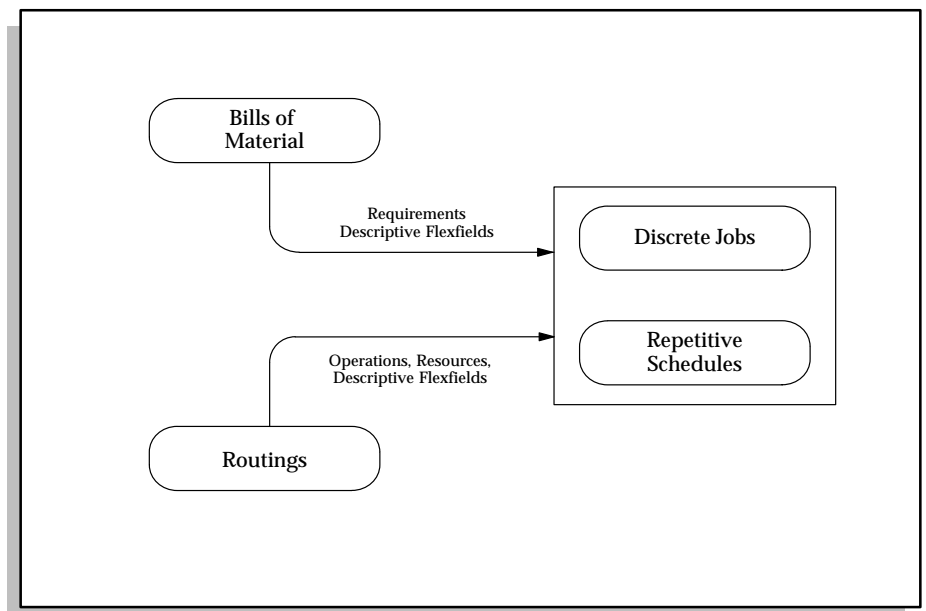 Bills of
Material
Requirements
Descriptive Flexfields
Discrete Jobs
Repetitive
Schedules
Operations, Resources,
Descriptive Flexfields
Routings